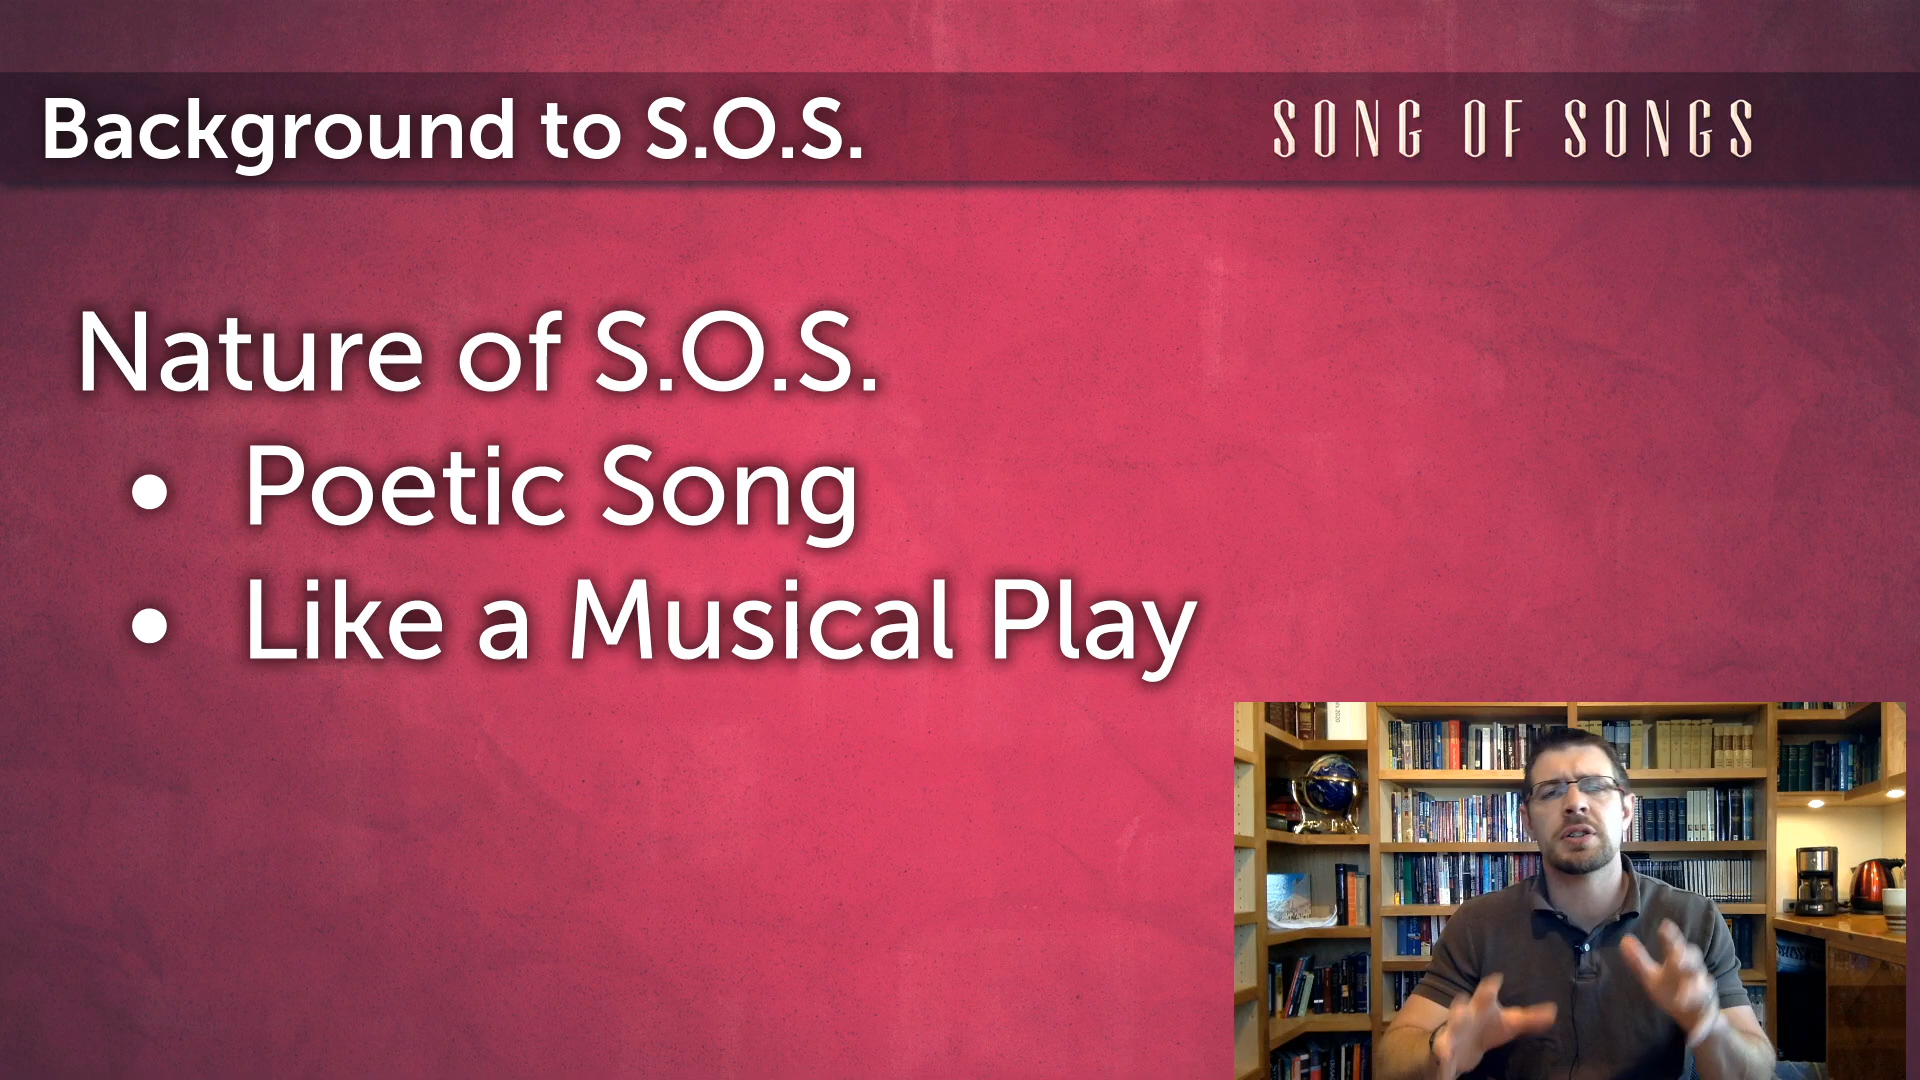 Background to S.O.S.
SONG OF SONGS
Nature of S.O.S.
• Poetic Song
• Like a Musical Play